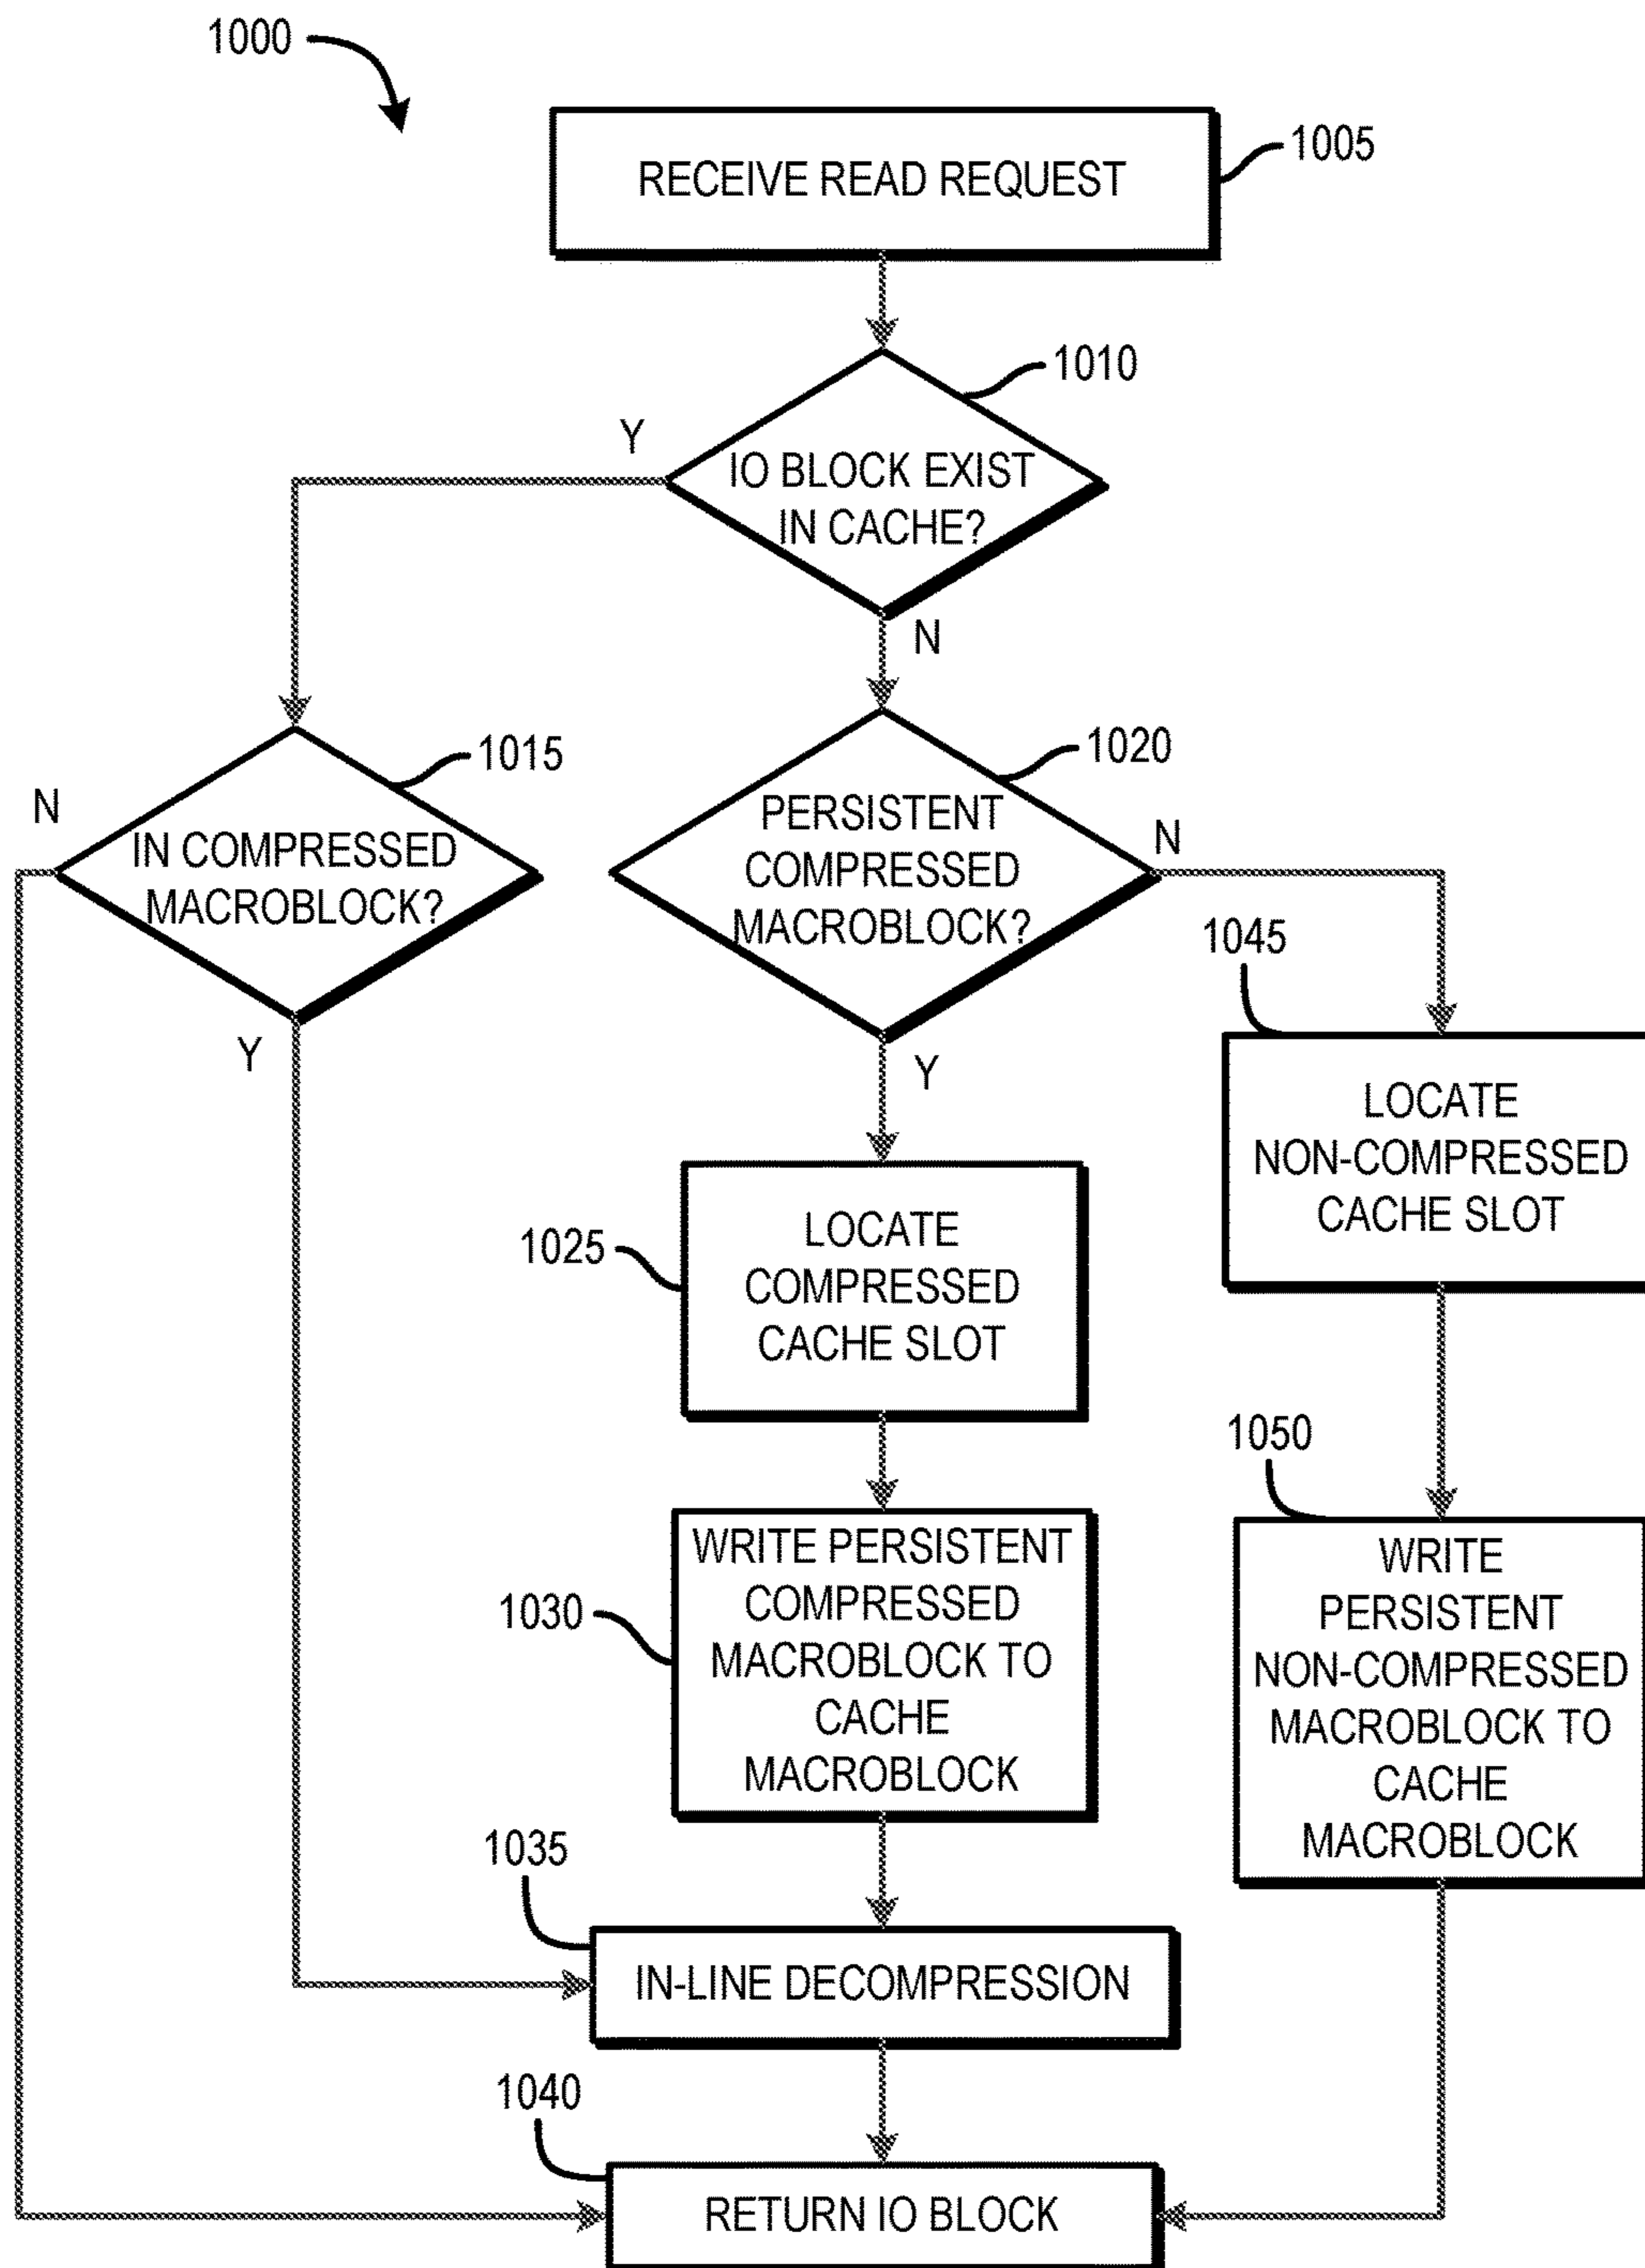 1000
RECEIVE READ REQUEST
1005
1010
Y
IO BLOCK EXIST
IN CACHE?
N
1015
N
IN COMPRESSED
MACROBLOCK?
Y
1020
PERSISTENT
COMPRESSED
MACROBLOCK?
N
Y
1045
LOCATE
NON-COMPRESSED
CACHE SLOT
1025
LOCATE
COMPRESSED
CACHE SLOT
1050
WRITE
PERSISTENT
NON-COMPRESSED
MACROBLOCK TO
CACHE
MACROBLOCK
1030
WRITE PERSISTENT
COMPRESSED
MACROBLOCK TO
CACHE
MACROBLOCK
1035
IN-LINE DECOMPRESSION
1040
RETURN IO BLOCK